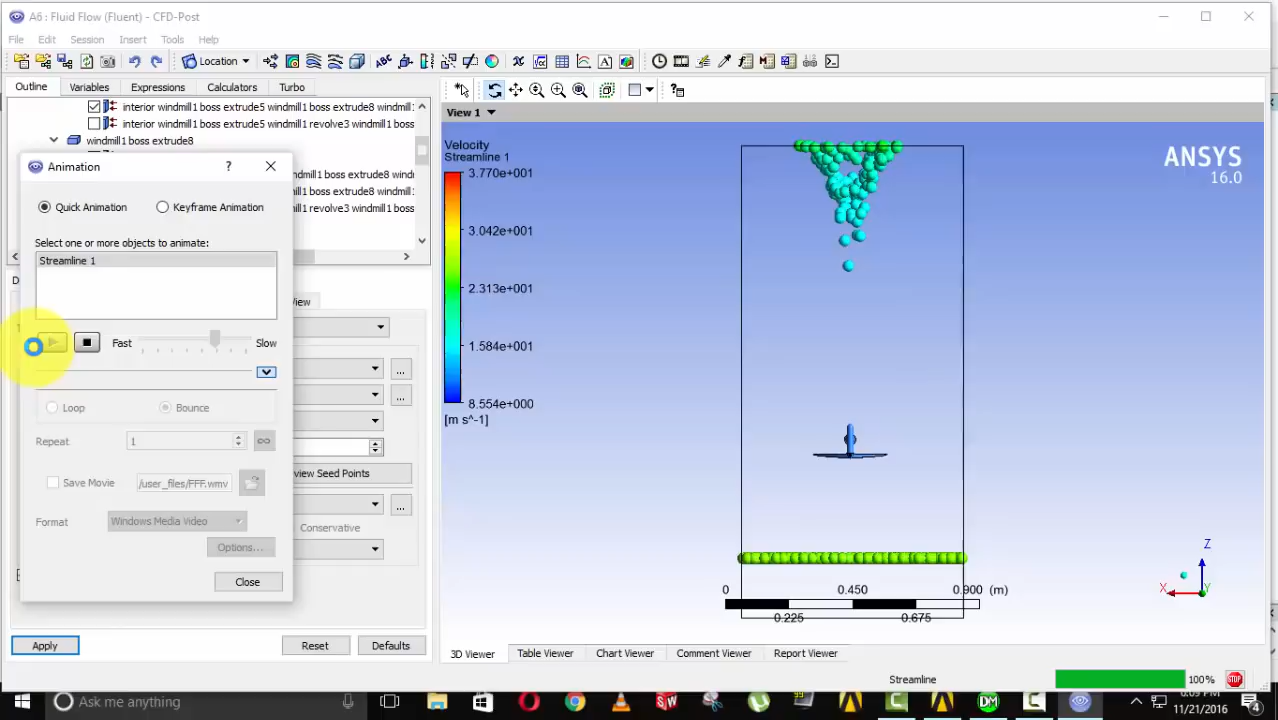 A6 : Fluid Flow (Fluent) - CFD-Post
File Edit Session Insert Tools Help
Location
Outline Variables Expressions Calculators Turbo
interior windmill1 boss extrude5 windmill1 boss extrude8 windmill1
interior windmill1 boss extrude5 windmill1 revolve3 windmill1 boss
windmill1 boss extrude8
windmill1 boss extrude8 windmill1
windmill1 revolve3 windmill1 boss
Animation
?
Quick Animation Keyframe Animation
Select one or more objects to animate:
Streamline 1
Fast Slow
Loop Bounce
Repeat 1
Save Movie /user_files/FFF.wmv
Format Windows Media Video
Options...
Close
view Seed Points
Conservative
Apply Reset Defaults
View 1
Velocity
Streamline 1
3.770e+001
3.042e+001
2.313e+001
1.584e+001
8.554e+000
[m s^-1]
ANSYS
16.0
0 0.450 0.900 (m)
0.225 0.675
Z
X
Y
3D Viewer Table Viewer Chart Viewer Comment Viewer Report Viewer
Streamline 100% STOP
Ask me anything
6:09 PM
11/21/2016